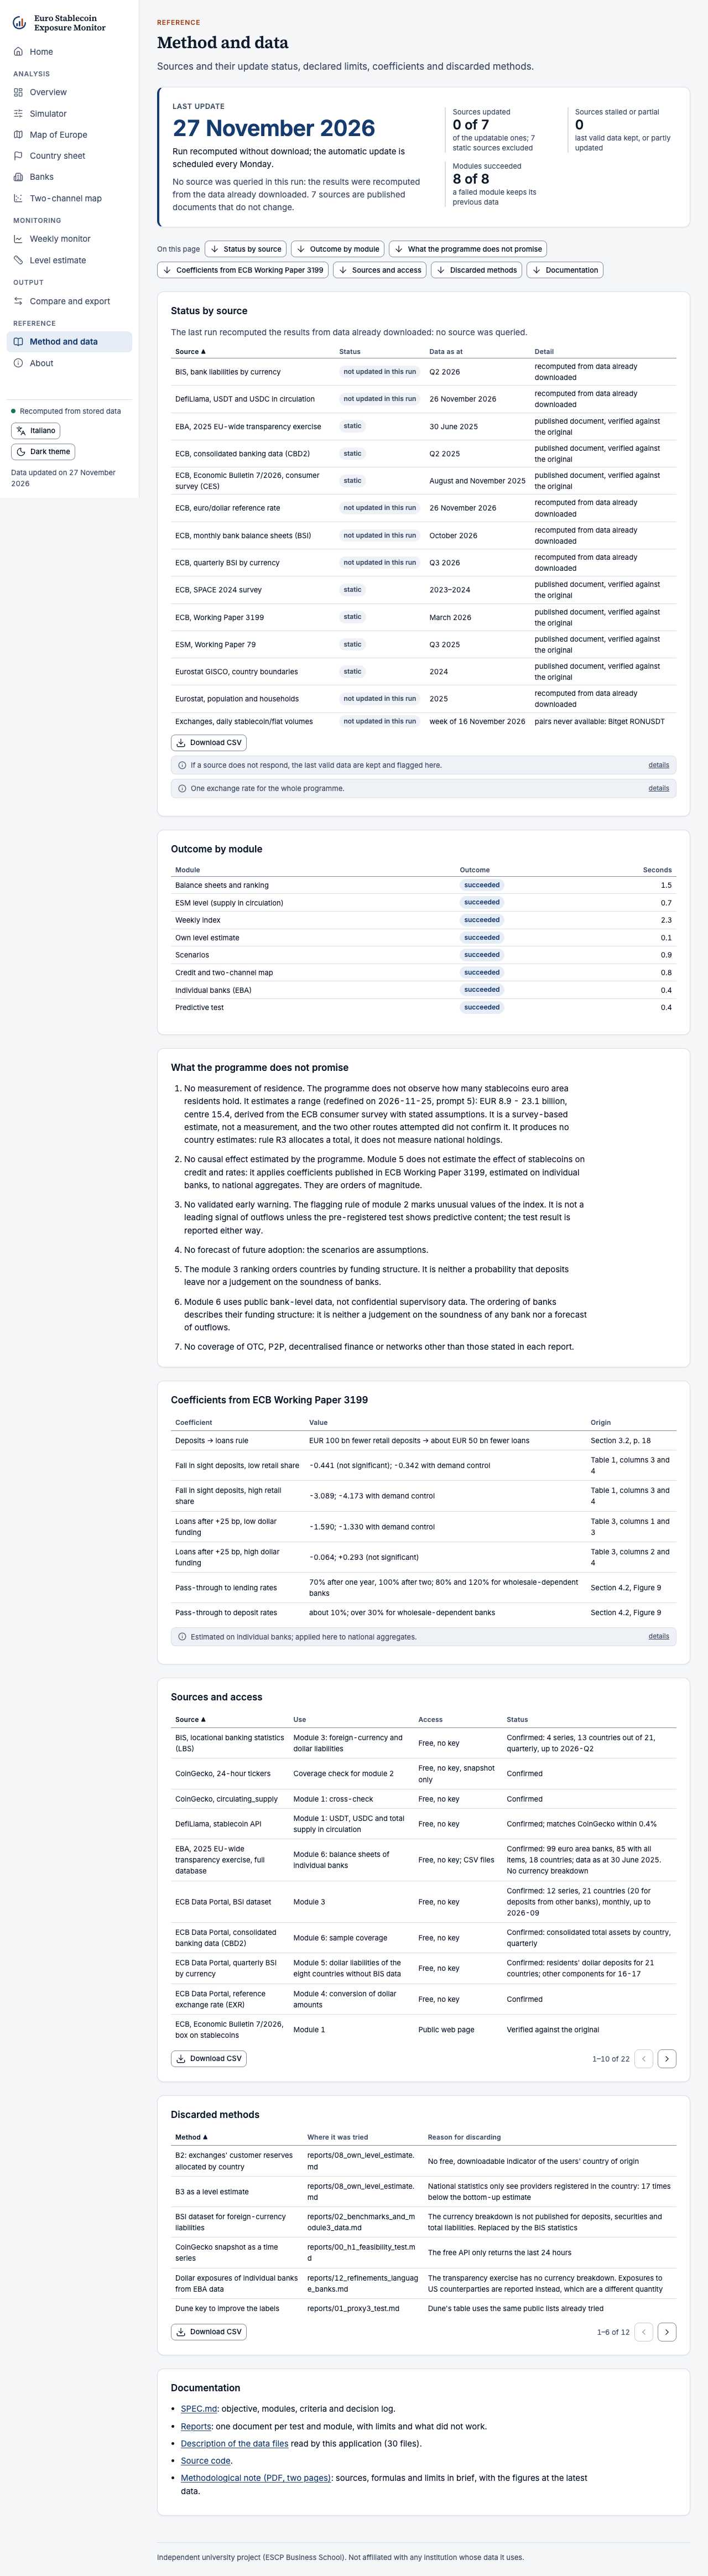 Euro Stablecoin
Exposure Monitor
Home
ANALYSIS
Overview
Simulator
Map of Europe
Country sheet
Banks
Two-channel map
MONITORING
Weekly monitor
Level estimate
OUTPUT
Compare and export
REFERENCE
Method and data
About
Recomputed from stored data
Italiano
Dark theme
Data updated on 27 November
2026
REFERENCE
Method and data
Sources and their update status, declared limits, coefficients and discarded methods.
LAST UPDATE
27 November 2026
Run recomputed without download; the automatic update is
scheduled every Monday.
No source was queried in this run: the results were recomputed
from the data already downloaded. 7 sources are published
documents that do not change.
Sources updated
0 of 7
of the updatable ones; 7
static sources excluded
Sources stalled or partial
0
last valid data kept, or partly
updated
Modules succeeded
8 of 8
a failed module keeps its
previous data
On this page
Status by source
Outcome by module
What the programme does not promise
Coefficients from ECB Working Paper 3199
Sources and access
Discarded methods
Documentation
Status by source
The last run recomputed the results from data already downloaded: no source was queried.
Source ▲ Status Data as at Detail
BIS, bank liabilities by currency not updated in this run Q2 2026 recomputed from data already
downloaded
DefiLlama, USDT and USDC in circulation not updated in this run 26 November 2026 recomputed from data already
downloaded
EBA, 2025 EU-wide transparency exercise static 30 June 2025 published document, verified against
the original
ECB, consolidated banking data (CBD2) static Q2 2025 published document, verified against
the original
ECB, Economic Bulletin 7/2026, consumer
survey (CES) static August and November 2025 published document, verified against
the original
ECB, euro/dollar reference rate not updated in this run 26 November 2026 recomputed from data already
downloaded
ECB, monthly bank balance sheets (BSI) not updated in this run October 2026 recomputed from data already
downloaded
ECB, quarterly BSI by currency not updated in this run Q3 2026 recomputed from data already
downloaded
ECB, SPACE 2024 survey static 2023–2024 published document, verified against
the original
ECB, Working Paper 3199 static March 2026 published document, verified against
the original
ESM, Working Paper 79 static Q3 2025 published document, verified against
the original
Eurostat GISCO, country boundaries static 2024 published document, verified against
the original
Eurostat, population and households not updated in this run 2025 recomputed from data already
downloaded
Exchanges, daily stablecoin/fiat volumes not updated in this run week of 16 November 2026 pairs never available: Bitget RONUSDT
Download CSV
If a source does not respond, the last valid data are kept and flagged here. details
One exchange rate for the whole programme. details
Outcome by module
Module Outcome Seconds
Balance sheets and ranking succeeded 1.5
ESM level (supply in circulation) succeeded 0.7
Weekly index succeeded 2.3
Own level estimate succeeded 0.1
Scenarios succeeded 0.9
Credit and two-channel map succeeded 0.8
Individual banks (EBA) succeeded 0.4
Predictive test succeeded 0.4
What the programme does not promise
1. No measurement of residence. The programme does not observe how many stablecoins euro area
residents hold. It estimates a range (redefined on 2026-11-25, prompt 5): EUR 8.9 - 23.1 billion,
centre 15.4, derived from the ECB consumer survey with stated assumptions. It is a survey-based
estimate, not a measurement, and the two other routes attempted did not confirm it. It produces no
country estimates: rule R3 allocates a total, it does not measure national holdings.
2. No causal effect estimated by the programme. Module 5 does not estimate the effect of stablecoins on
credit and rates: it applies coefficients published in ECB Working Paper 3199, estimated on individual
banks, to national aggregates. They are orders of magnitude.
3. No validated early warning. The flagging rule of module 2 marks unusual values of the index. It is not a
leading signal of outflows unless the pre-registered test shows predictive content; the test result is
reported either way.
4. No forecast of future adoption: the scenarios are assumptions.
5. The module 3 ranking orders countries by funding structure. It is neither a probability that deposits
leave nor a judgement on the soundness of banks.
6. Module 6 uses public bank-level data, not confidential supervisory data. The ordering of banks
describes their funding structure: it is neither a judgement on the soundness of any bank nor a forecast
of outflows.
7. No coverage of OTC, P2P, decentralised finance or networks other than those stated in each report.
Coefficients from ECB Working Paper 3199
Coefficient Value Origin
Deposits → loans rule EUR 100 bn fewer retail deposits → about EUR 50 bn fewer loans Section 3.2, p. 18
Fall in sight deposits, low retail share -0.441 (not significant); -0.342 with demand control Table 1, columns 3 and
4
Fall in sight deposits, high retail
share -3.089; -4.173 with demand control Table 1, columns 3 and
4
Loans after +25 bp, low dollar
funding -1.590; -1.330 with demand control Table 3, columns 1 and
3
Loans after +25 bp, high dollar
funding -0.064; +0.293 (not significant) Table 3, columns 2 and
4
Pass-through to lending rates 70% after one year, 100% after two; 80% and 120% for wholesale-dependent
banks Section 4.2, Figure 9
Pass-through to deposit rates about 10%; over 30% for wholesale-dependent banks Section 4.2, Figure 9
Estimated on individual banks; applied here to national aggregates. details
Sources and access
Source ▲ Use Access Status
BIS, locational banking statistics
(LBS) Module 3: foreign-currency and
dollar liabilities Free, no key Confirmed: 4 series, 13 countries out of 21,
quarterly, up to 2026-Q2
CoinGecko, 24-hour tickers Coverage check for module 2 Free, no key, snapshot
only Confirmed
CoinGecko, circulating_supply Module 1: cross-check Free, no key Confirmed
DefiLlama, stablecoin API Module 1: USDT, USDC and total
supply in circulation Free, no key Confirmed; matches CoinGecko within 0.4%
EBA, 2025 EU-wide
transparency exercise, full
database Module 6: balance sheets of
individual banks Free, no key; CSV files Confirmed: 99 euro area banks, 85 with all
items, 18 countries; data as at 30 June 2025.
No currency breakdown
ECB Data Portal, BSI dataset Module 3 Free, no key Confirmed: 12 series, 21 countries (20 for
deposits from other banks), monthly, up to
2026-09
ECB Data Portal, consolidated
banking data (CBD2) Module 6: sample coverage Free, no key Confirmed: consolidated total assets by country,
quarterly
ECB Data Portal, quarterly BSI
by currency Module 5: dollar liabilities of the
eight countries without BIS data Free, no key Confirmed: residents' dollar deposits for 21
countries; other components for 16-17
ECB Data Portal, reference
exchange rate (EXR) Module 4: conversion of dollar
amounts Free, no key Confirmed
ECB, Economic Bulletin 7/2026,
box on stablecoins Module 1 Public web page Verified against the original
Download CSV 1–10 of 22
Discarded methods
Method ▲ Where it was tried Reason for discarding
B2: exchanges' customer reserves
allocated by country reports/08_own_level_estimate.
md No free, downloadable indicator of the users' country of origin
B3 as a level estimate reports/08_own_level_estimate.
md National statistics only see providers registered in the country: 17 times
below the bottom-up estimate
BSI dataset for foreign-currency
liabilities reports/02_benchmarks_and_m
odule3_data.md The currency breakdown is not published for deposits, securities and
total liabilities. Replaced by the BIS statistics
CoinGecko snapshot as a time
series reports/00_h1_feasibility_test.m
d The free API only returns the last 24 hours
Dollar exposures of individual banks
from EBA data reports/12_refinements_languag
e_banks.md The transparency exercise has no currency breakdown. Exposures to
US counterparties are reported instead, which are a different quantity
Dune key to improve the labels reports/01_proxy3_test.md Dune's table uses the same public lists already tried
Download CSV 1–6 of 12
Documentation
• SPEC.md: objective, modules, criteria and decision log.
• Reports: one document per test and module, with limits and what did not work.
• Description of the data files read by this application (30 files).
• Source code.
• Methodological note (PDF, two pages): sources, formulas and limits in brief, with the figures at the latest
data.
Independent university project (ESCP Business School). Not affiliated with any institution whose data it uses.